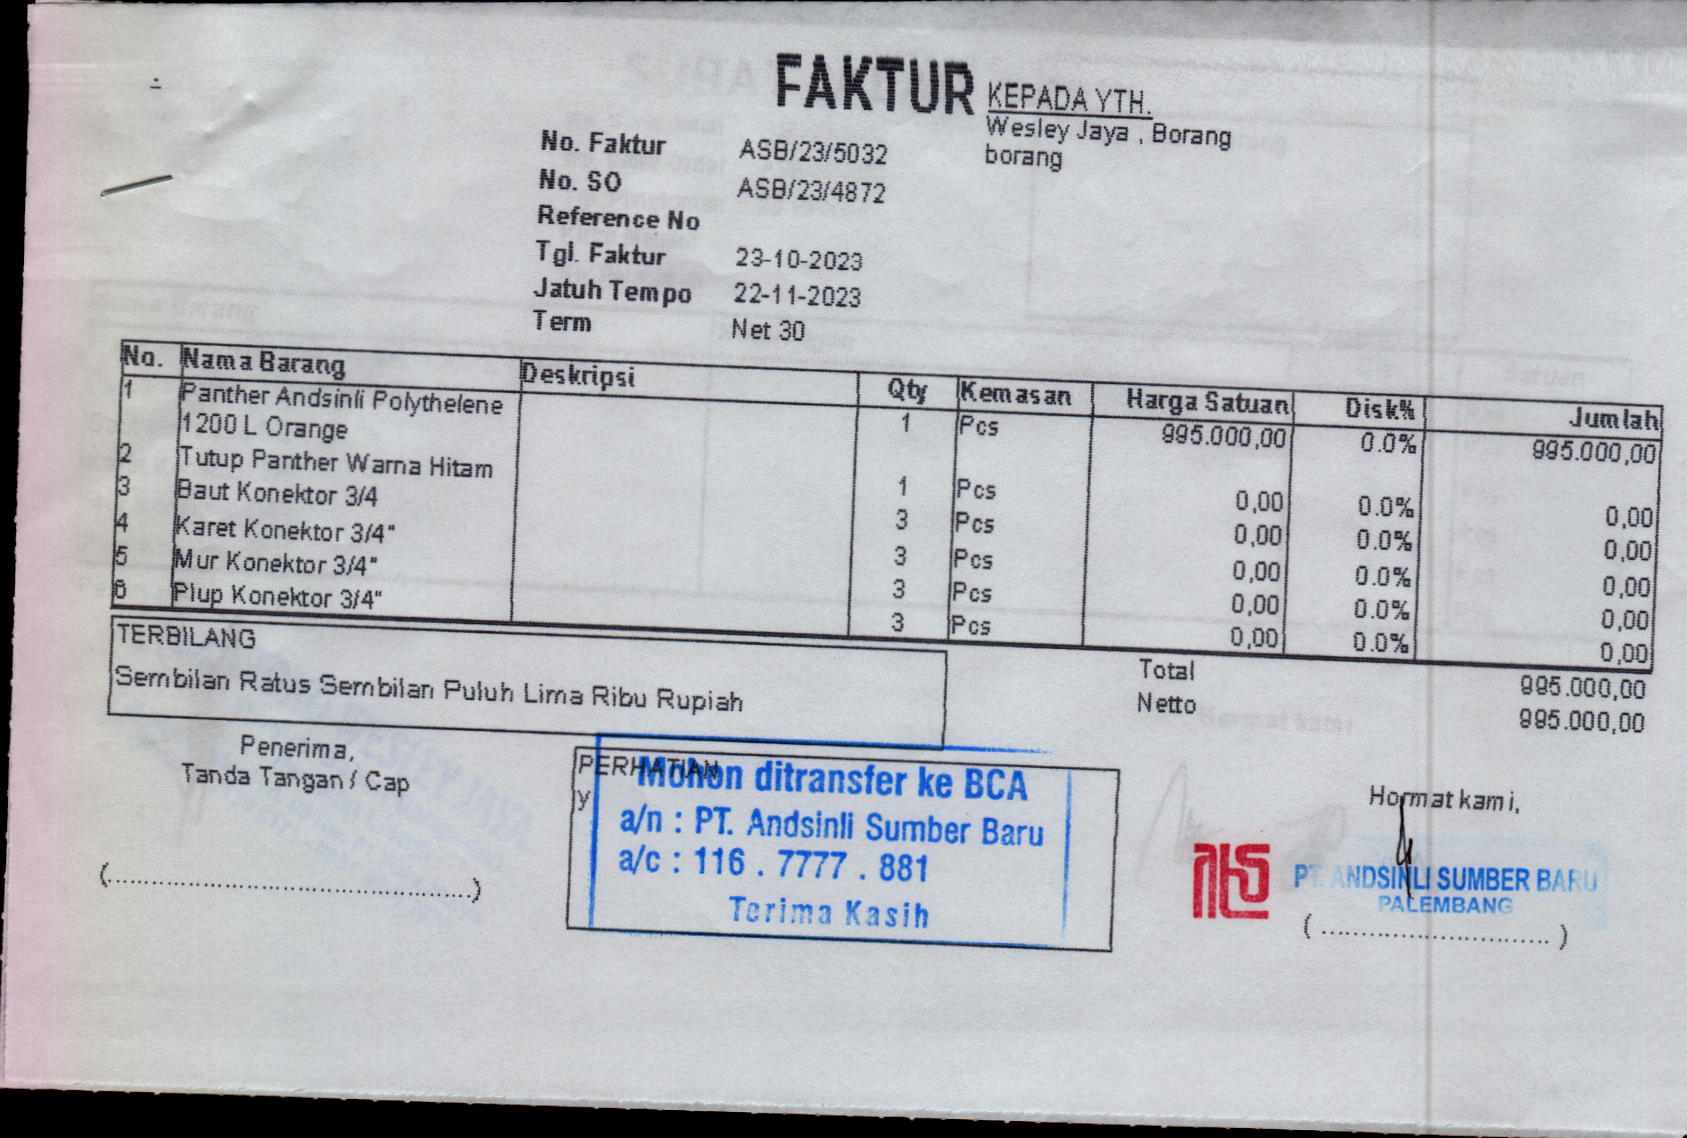 FAKTUR
KEPADA YTH.
Wesley Jaya , Borang
borang
No. Faktur ASB/23/5032
No. SO ASB/23/4872
Reference No
Tgl. Faktur 23-10-2023
Jatuh Tempo 22-11-2023
Term Net 30
No. Nama Barang Deskripsi Qty Kemasan Harga Satuan Disk% Jumlah
1 Panther Andsinli Polythelene 1 Pcs 995.000,00 0.0% 995.000,00
1200 L Orange
2 Tutup Panther Warna Hitam 1 Pcs 0,00 0.0% 0,00
3 Baut Konektor 3/4 3 Pcs 0,00 0.0% 0,00
4 Karet Konektor 3/4" 3 Pcs 0,00 0.0% 0,00
5 Mur Konektor 3/4" 3 Pcs 0,00 0.0% 0,00
6 Plup Konektor 3/4" 3 Pcs 0,00 0.0% 0,00
TERBILANG
Sembilan Ratus Sembilan Puluh Lima Ribu Rupiah
Total 995.000,00
Netto 995.000,00
Penerima,
Tanda Tangan / Cap
(................................................)
PERHATIAN
y
Mohon ditransfer ke BCA
a/n : PT. Andsinli Sumber Baru
a/c : 116 . 7777 . 881
Terima Kasih
Hormat kami,
PT. ANDSINLI SUMBER BARU
PALEMBANG
( .............................. )